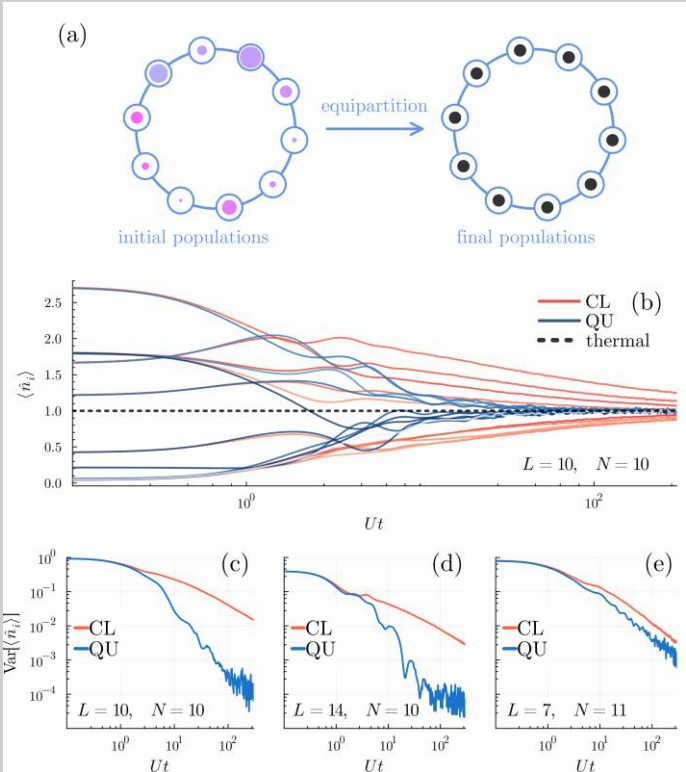 (a)
equipartition
initial populations
final populations
(b)
CL
QU
thermal
⟨n̂ᵢ⟩
2.5
2.0
1.5
1.0
0.5
0.0
L = 10, N = 10
10⁰
10²
Ut
(c)
(d)
(e)
Var[⟨n̂ᵢ⟩]
10⁰
10⁻¹
10⁻²
10⁻³
10⁻⁴
CL
QU
L = 10, N = 10
10⁰
10¹
10²
Ut
CL
QU
L = 14, N = 10
10⁰
10¹
10²
Ut
CL
QU
L = 7, N = 11
10⁰
10¹
10²
Ut